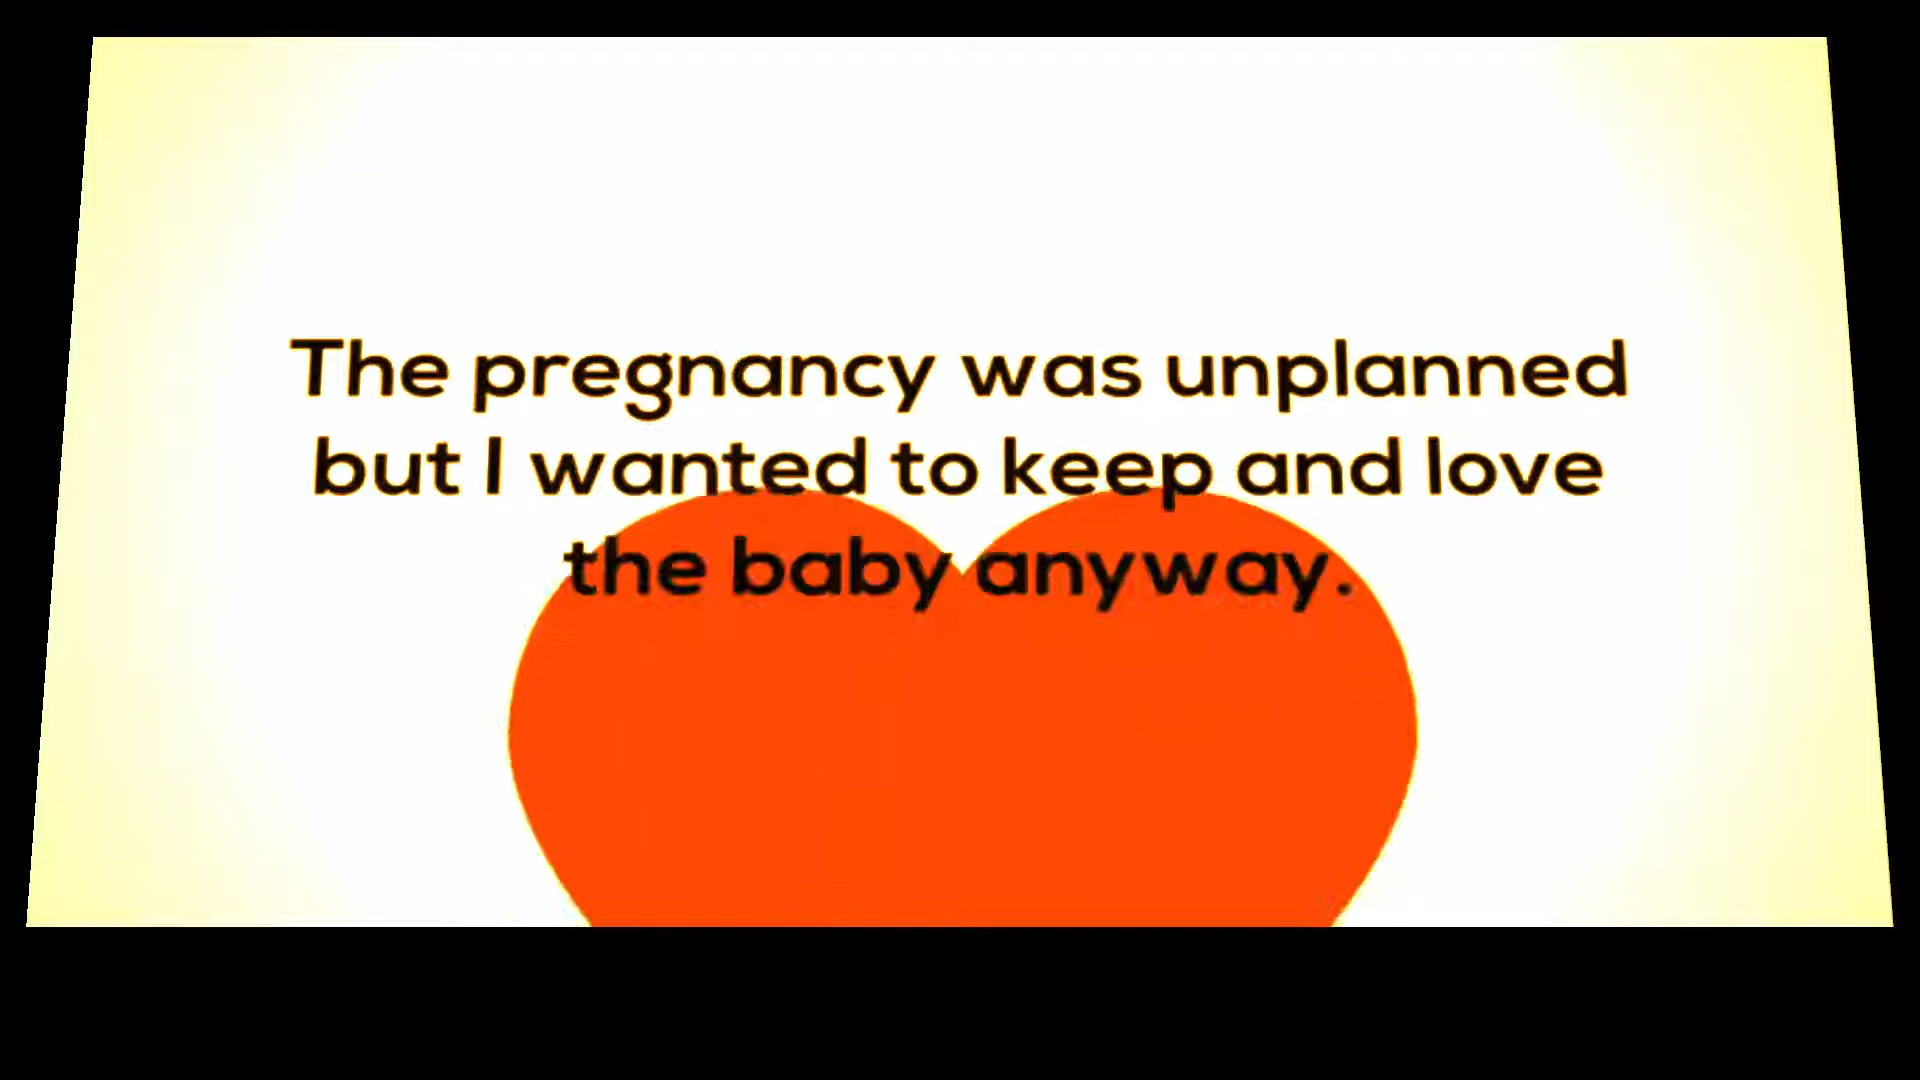 The pregnancy was unplanned
but I wanted to keep and love
the baby anyway.